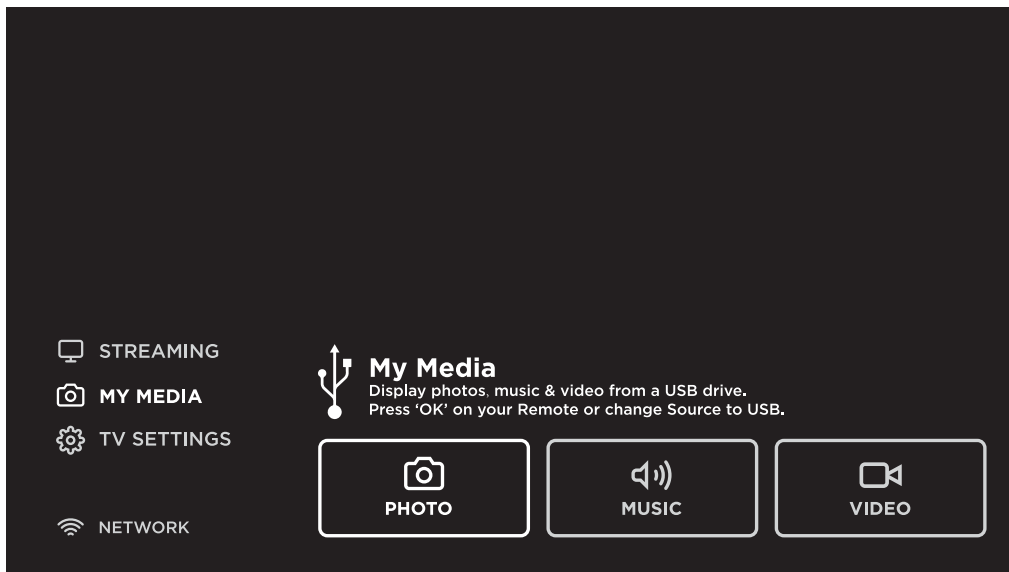 STREAMING
MY MEDIA
TV SETTINGS
NETWORK
My Media
Display photos, music & video from a USB drive.
Press ‘OK’ on your Remote or change Source to USB.
PHOTO
MUSIC
VIDEO